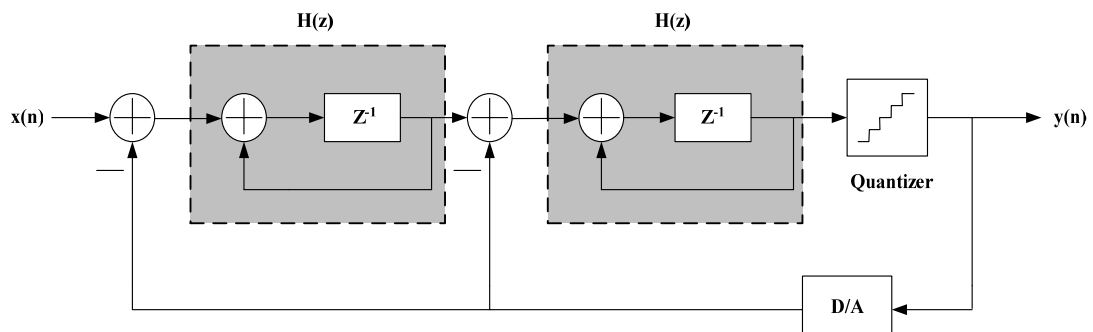 H(z)
H(z)
x(n)
Z-1
Z-1
y(n)
Quantizer
D/A